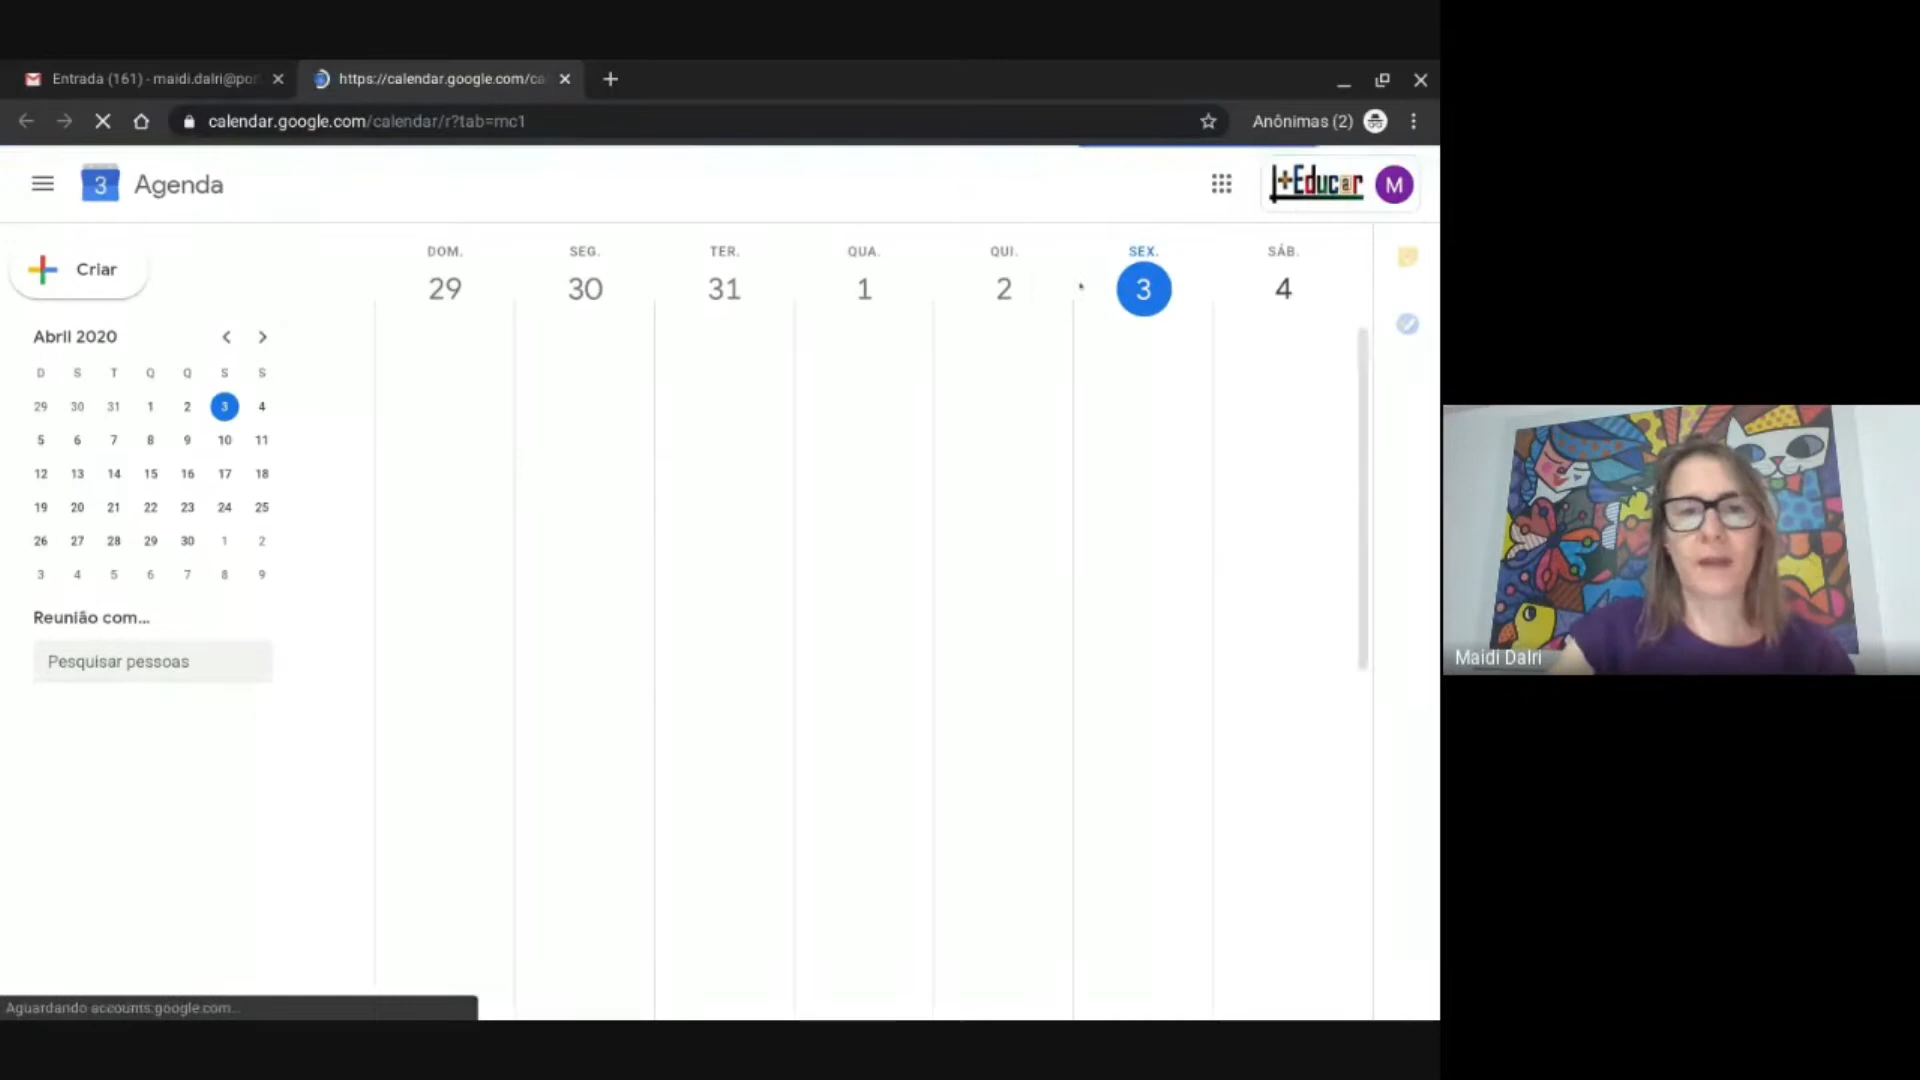 Entrada (161) - maidi.dalri@por
https://calendar.google.com/ca
calendar.google.com/calendar/r?tab=mc1
Anônimas (2)
3
Agenda
+Educar
M
Criar
DOM.
SEG.
TER.
QUA.
QUI.
SEX.
SÁB.
29
30
31
1
2
3
4
Abril 2020
D S T Q Q S S
29 30 31 1 2 3 4
5 6 7 8 9 10 11
12 13 14 15 16 17 18
19 20 21 22 23 24 25
26 27 28 29 30 1 2
3 4 5 6 7 8 9
Reunião com...
Pesquisar pessoas
Aguardando accounts.google.com...
Maidi Dalri